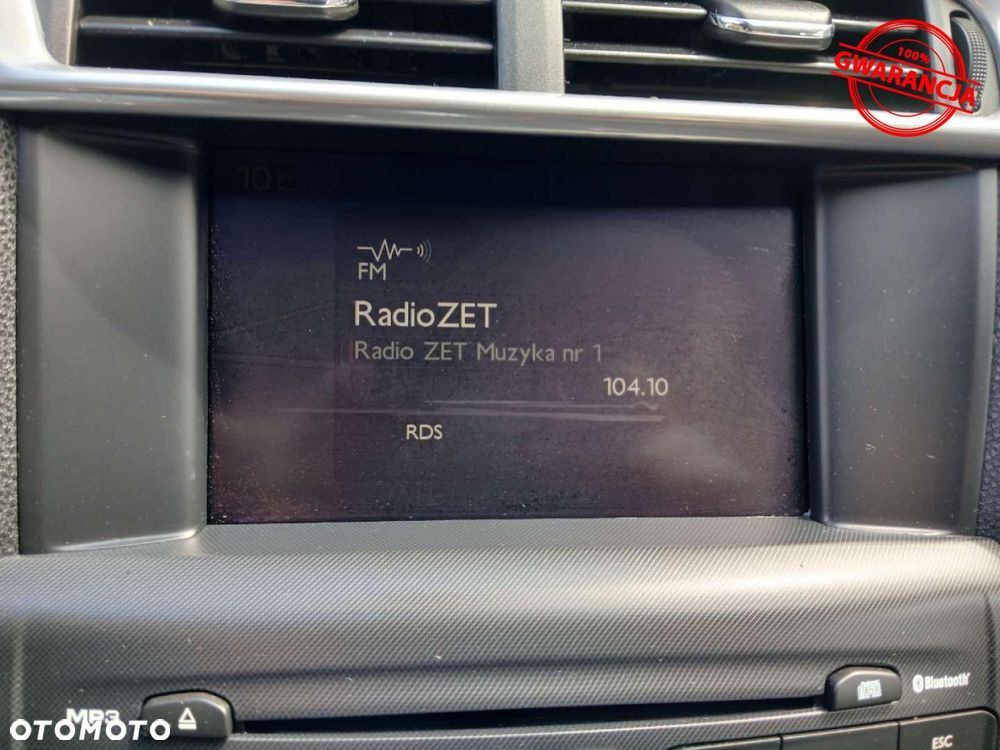 100%
GWARANCJA
10 c
FM
RadioZET
Radio ZET Muzyka nr 1
104.10
RDS
Bluetooth
MP3
OTOMOTO
ESC